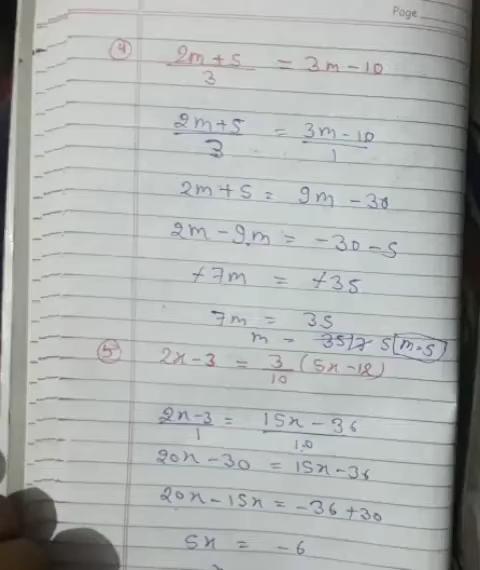 Page
④ 2m+5/3 = 3m-10
2m+5/3 = 3m-10/1
2m+5 = 9m-30
2m-9m = -30-5
+7m = +35
7m = 35
m = 35/7 5 m=5
⑤ 2x-3 = 3/10 (5x-12)
2x-3/1 = 15x-36/10
20x-30 = 15x-36
20x-15x = -36+30
5x = -6